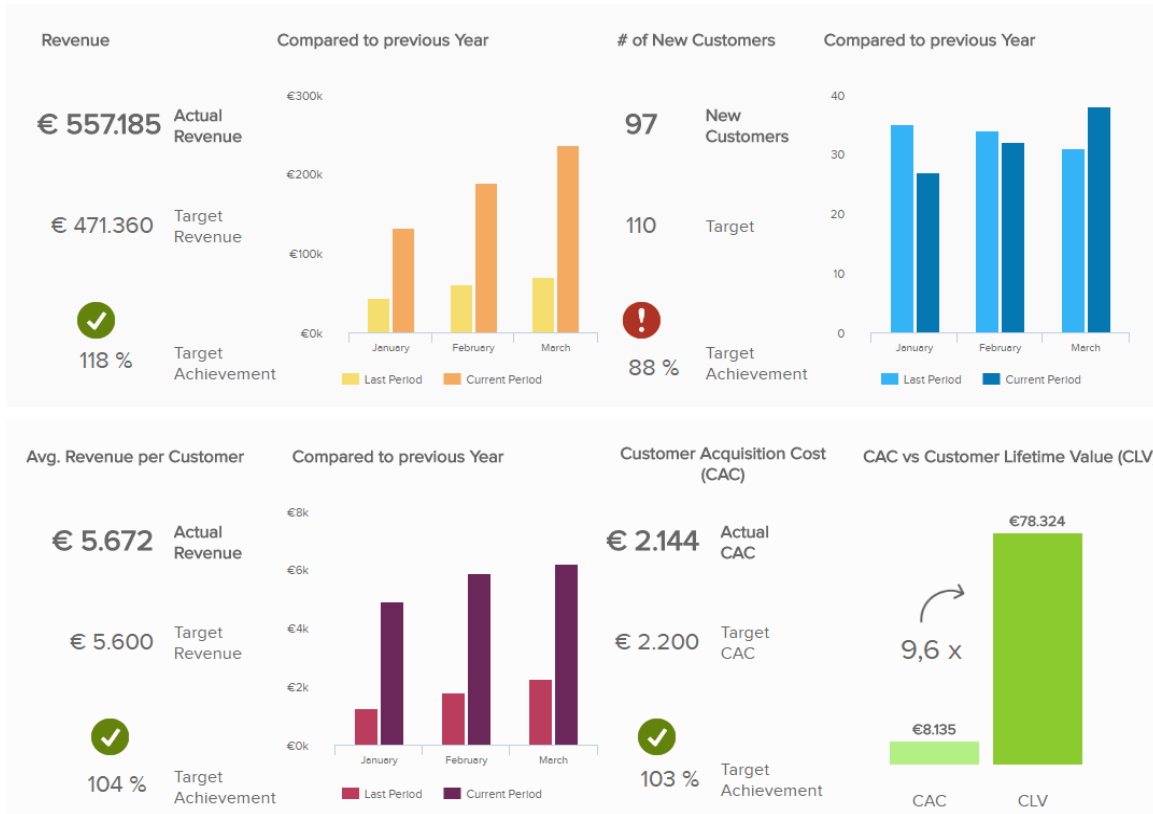 Revenue
Compared to previous Year
# of New Customers
Compared to previous Year
€ 557.185
Actual
Revenue
€ 471.360
Target
Revenue
118 %
Target
Achievement
€300k
€200k
€100k
€0k
January
February
March
Last Period
Current Period
97
New
Customers
110
Target
88 %
Target
Achievement
40
30
20
10
0
January
February
March
Last Period
Current Period
Avg. Revenue per Customer
Compared to previous Year
Customer Acquisition Cost
(CAC)
CAC vs Customer Lifetime Value (CLV
€ 5.672
Actual
Revenue
€ 5.600
Target
Revenue
104 %
Target
Achievement
€8k
€6k
€4k
€2k
€0k
January
February
March
Last Period
Current Period
€ 2.144
Actual
CAC
€ 2.200
Target
CAC
103 %
Target
Achievement
€78.324
9,6 x
€8.135
CAC
CLV